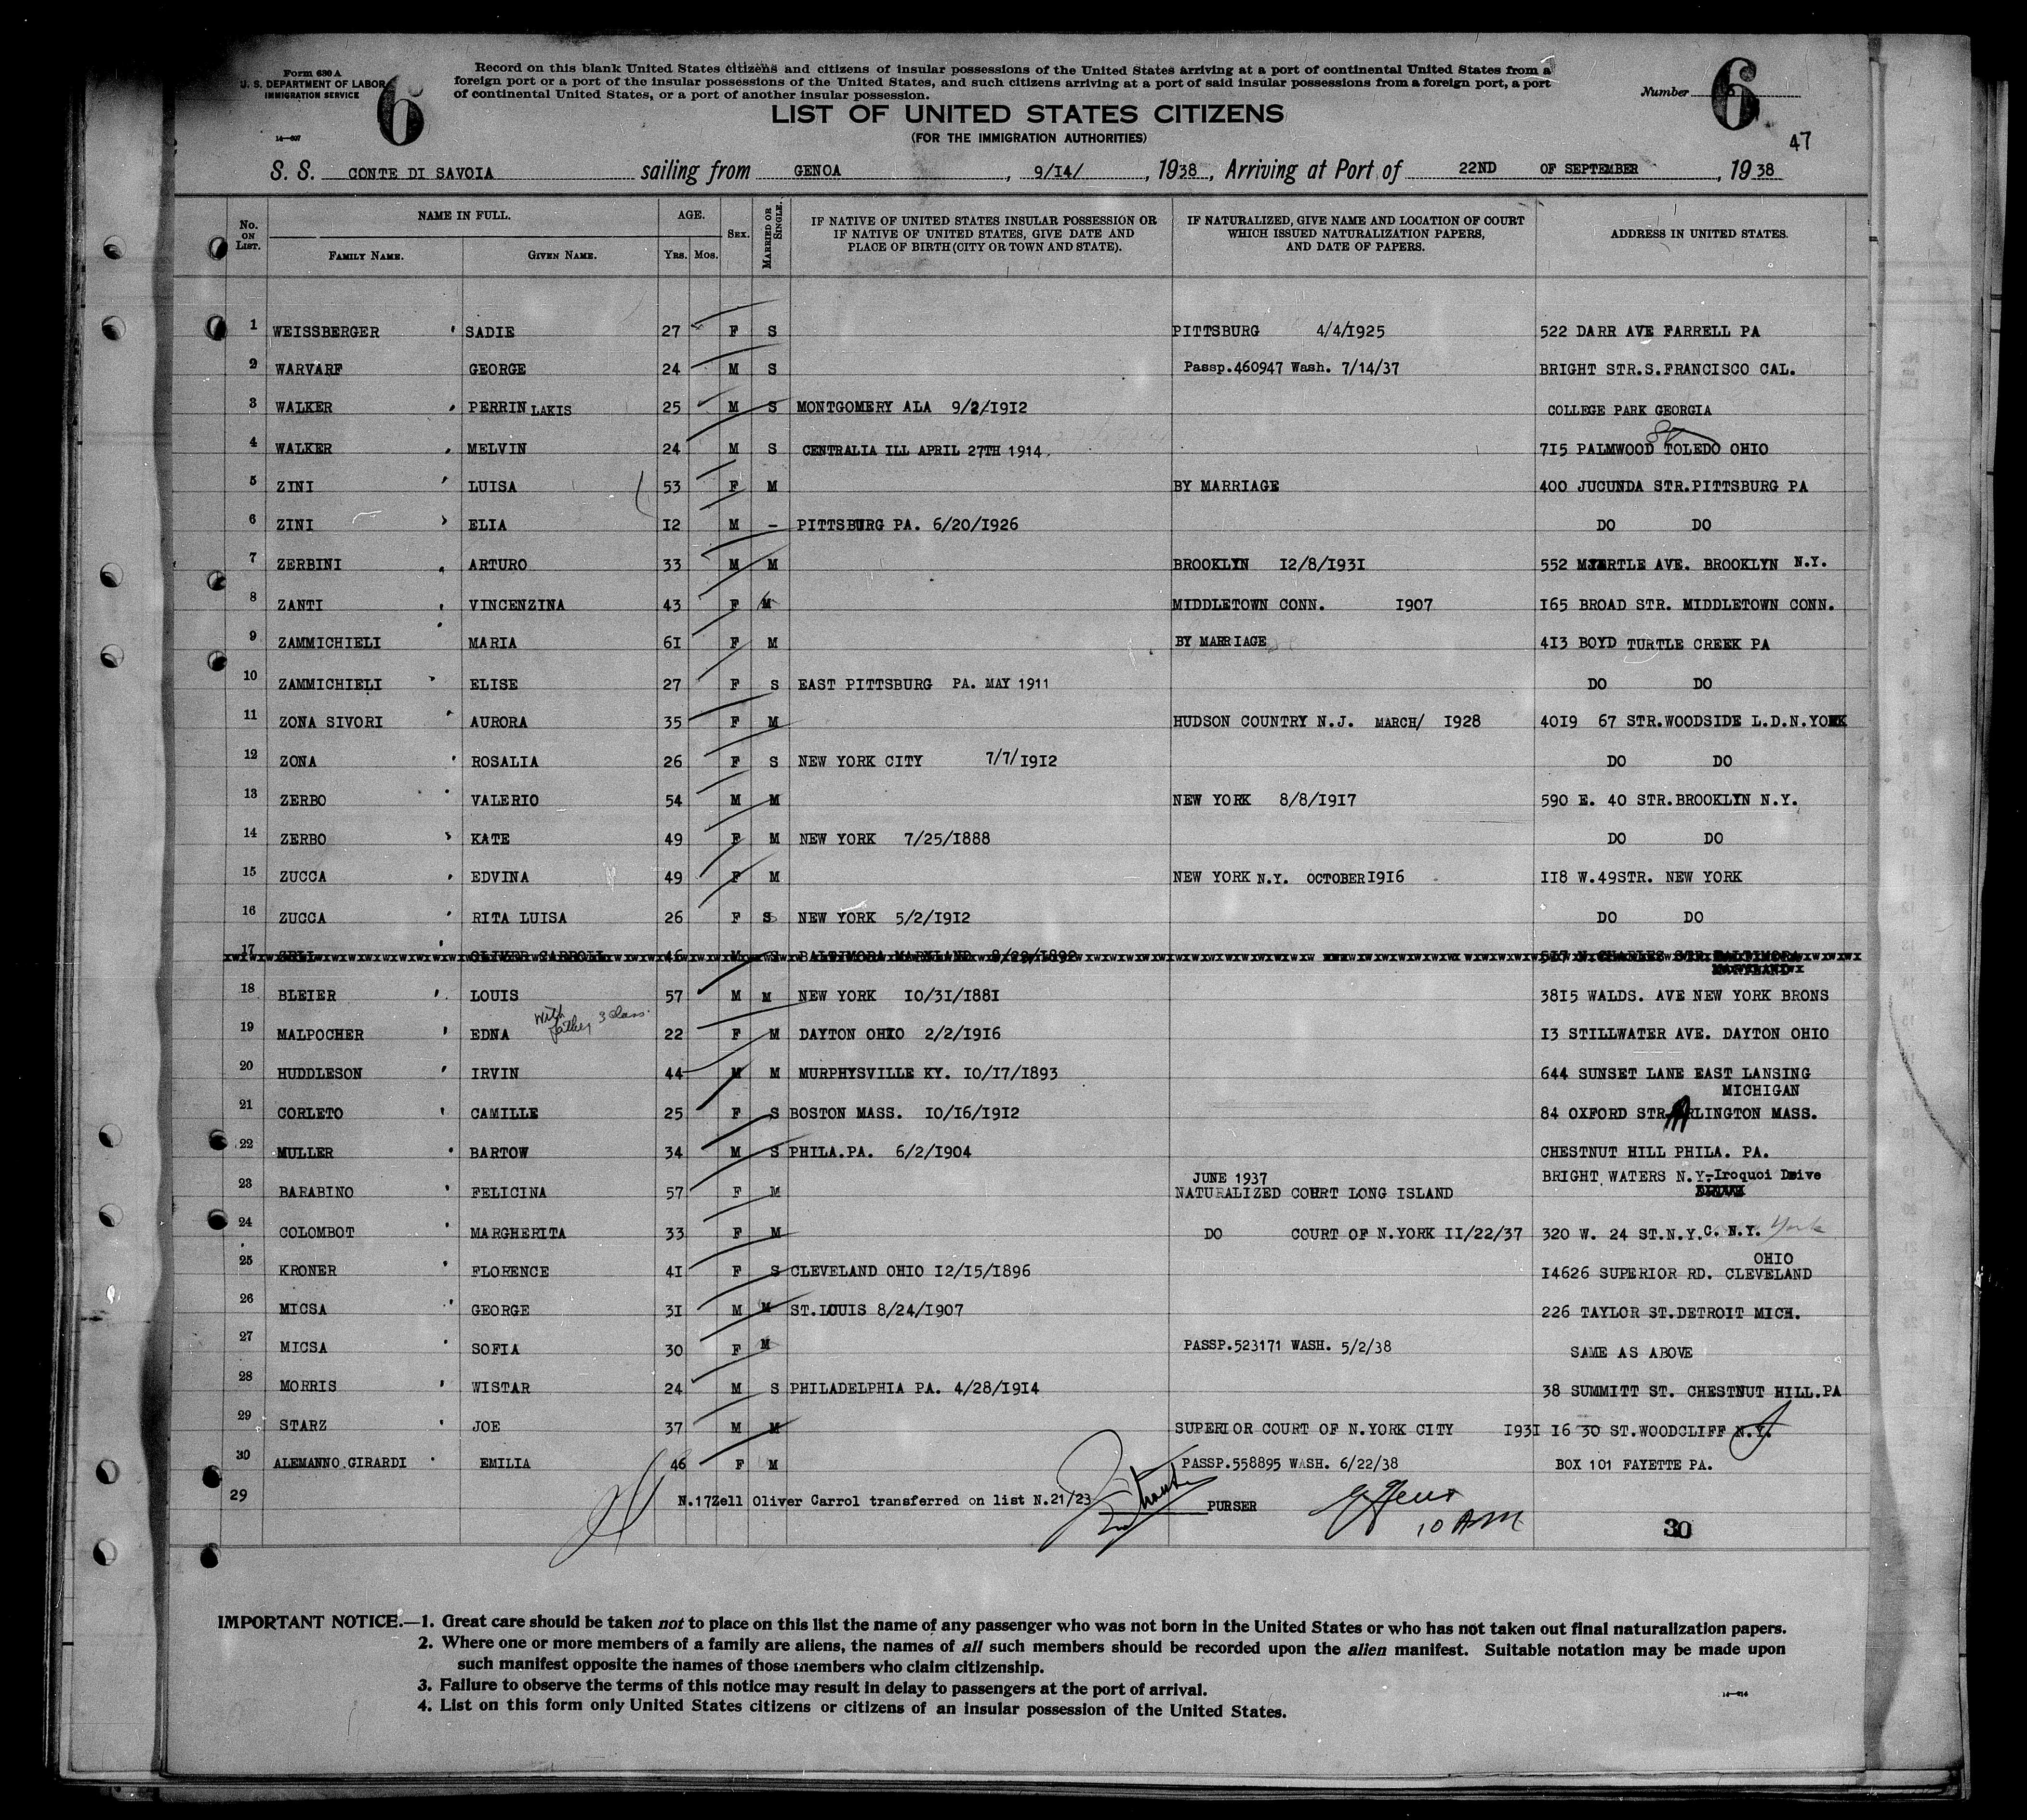 Form 630 A
U. S. DEPARTMENT OF LABOR
IMMIGRATION SERVICE
14—607
6
Record on this blank United States citizens and citizens of insular possessions of the United States arriving at a port of continental United States from a
foreign port or a port of the insular possessions of the United States, and such citizens arriving at a port of said insular possessions from a foreign port, a port
of continental United States, or a port of another insular possession.
Number 6
47
LIST OF UNITED STATES CITIZENS
(FOR THE IMMIGRATION AUTHORITIES)
S. S. CONTE DI SAVOIA sailing from GENOA, 9/14/, 1938, Arriving at Port of 22ND OF SEPTEMBER, 1938
No. ON LIST. NAME IN FULL. FAMILY NAME. GIVEN NAME. AGE. YRS. MOS. SEX. MARRIED OR SINGLE. IF NATIVE OF UNITED STATES INSULAR POSSESSION OR IF NATIVE OF UNITED STATES, GIVE DATE AND PLACE OF BIRTH (CITY OR TOWN AND STATE). IF NATURALIZED, GIVE NAME AND LOCATION OF COURT WHICH ISSUED NATURALIZATION PAPERS, AND DATE OF PAPERS. ADDRESS IN UNITED STATES.
1 WEISSBERGER SADIE 27 F S PITTSBURG 4/4/1925 522 DARR AVE FARRELL PA
2 WARVARF GEORGE 24 M S Passp.460947 Wash. 7/14/37 BRIGHT STR.S.FRANCISCO CAL.
3 WALKER PERRIN LAKIS 25 M S MONTGOMERY ALA 9/2/1912 COLLEGE PARK GEORGIA
4 WALKER MELVIN 24 M S CENTRALIA ILL APRIL 27TH 1914. 715 PALMWOOD TOLEDO OHIO
5 ZINI LUISA 53 F M BY MARRIAGE 400 JUCUNDA STR.PITTSBURG PA
6 ZINI ELIA 12 M - PITTSBURG PA. 6/20/1926 DO DO
7 ZERBINI ARTURO 33 M M BROOKLYN 12/8/1931 552 MYRTLE AVE. BROOKLYN N.Y.
8 ZANTI VINCENZINA 43 F M MIDDLETOWN CONN. 1907 165 BROAD STR. MIDDLETOWN CONN.
9 ZAMMICHIELI MARIA 61 F M BY MARRIAGE 413 BOYD TURTLE CREEK PA
10 ZAMMICHIELI ELISE 27 F S EAST PITTSBURG PA. MAY 1911 DO DO
11 ZONA SIVORI AURORA 35 F M HUDSON COUNTRY N.J. MARCH/ 1928 4019 67 STR.WOODSIDE L.D.N.YORK
12 ZONA ROSALIA 26 F S NEW YORK CITY 7/7/1912 DO DO
13 ZERBO VALERIO 54 M M NEW YORK 8/8/1917 590 E. 40 STR.BROOKLYN N.Y.
14 ZERBO KATE 49 F M NEW YORK 7/25/1888 DO DO
15 ZUCCA EDVINA 49 F M NEW YORK N.Y. OCTOBER 1916 118 W.49STR. NEW YORK
16 ZUCCA RITA LUISA 26 F S NEW YORK 5/2/1912 DO DO
17 OLIVER CARROLL 46 M S BALTIMORA MARYLAND 8/22/1892 517 N CHARLES STR BALTIMORA
MARYLAND
18 BLEIER LOUIS 57 M M NEW YORK 10/31/1881 3815 WALDS. AVE NEW YORK BRONS
With father 3 class.
19 MALPOCHER EDNA 22 F M DAYTON OHIO 2/2/1916 13 STILLWATER AVE. DAYTON OHIO
20 HUDDLESON IRVIN 44 M M MURPHYSVILLE KY. 10/17/1893 644 SUNSET LANE EAST LANSING
MICHIGAN
21 CORLETO CAMILLE 25 F S BOSTON MASS. 10/16/1912 84 OXFORD STR ARLINGTON MASS.
22 MULLER BARTOW 34 M S PHILA.PA. 6/2/1904 CHESTNUT HILL PHILA. PA.
23 BARABINO FELICINA 57 F M JUNE 1937 NATURALIZED COURT LONG ISLAND BRIGHT WATERS N.Y.-Iroquoi Drive
DRIVE
24 COLOMBOT MARGHERITA 33 F M DO COURT OF N.YORK 11/22/37 320 W. 24 ST.N.Y.C. N.Y. York
25 KRONER FLORENCE 41 F S CLEVELAND OHIO 12/15/1896 14626 SUPERIOR RD. CLEVELAND OHIO
26 MICSA GEORGE 31 M M ST.LOUIS 8/24/1907 226 TAYLOR ST.DETROIT MICH.
27 MICSA SOFIA 30 F M PASSP.523171 WASH. 5/2/38 SAME AS ABOVE
28 MORRIS WISTAR 24 M S PHILADELPHIA PA. 4/28/1914 38 SUMMITT ST. CHESTNUT HILL.PA
29 STARZ JOE 37 M M SUPERIOR COURT OF N.YORK CITY 1931 16 30 ST.WOODCLIFF N.Y.
30 ALEMANNO GIRARDI EMILIA 46 F M PASSP.558895 WASH. 6/22/38 BOX 101 FAYETTE PA.
29 N.17Zell Oliver Carrol transferred on list N.21/23 PURSER
10 AM
30
IMPORTANT NOTICE.—1. Great care should be taken not to place on this list the name of any passenger who was not born in the United States or who has not taken out final naturalization papers.
2. Where one or more members of a family are aliens, the names of all such members should be recorded upon the alien manifest. Suitable notation may be made upon
such manifest opposite the names of those members who claim citizenship.
3. Failure to observe the terms of this notice may result in delay to passengers at the port of arrival.
4. List on this form only United States citizens or citizens of an insular possession of the United States.